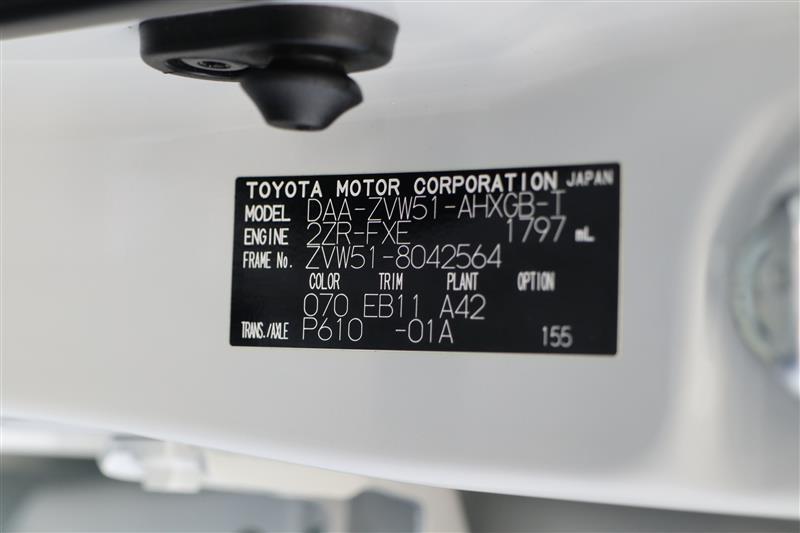 TOYOTA MOTOR CORPORATION JAPAN
MODEL DAA-ZVW51-AHXGB-T
ENGINE 2ZR-FXE 1797 mL
FRAME No. ZVW51-8042564
COLOR TRIM PLANT OPTION
070 EB11 A42
TRANS./AXLE P610 -01A 155